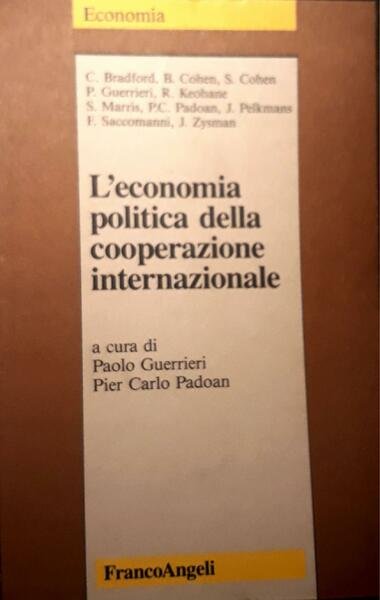 Economia
C. Bradford, B. Cohen, S. Cohen
P. Guerrieri, R. Keohane
S. Marris, P.C. Padoan, J. Pelkmans
F. Saccomanni, J. Zysman
L'economia
politica della
cooperazione
internazionale
a cura di
Paolo Guerrieri
Pier Carlo Padoan
FrancoAngeli